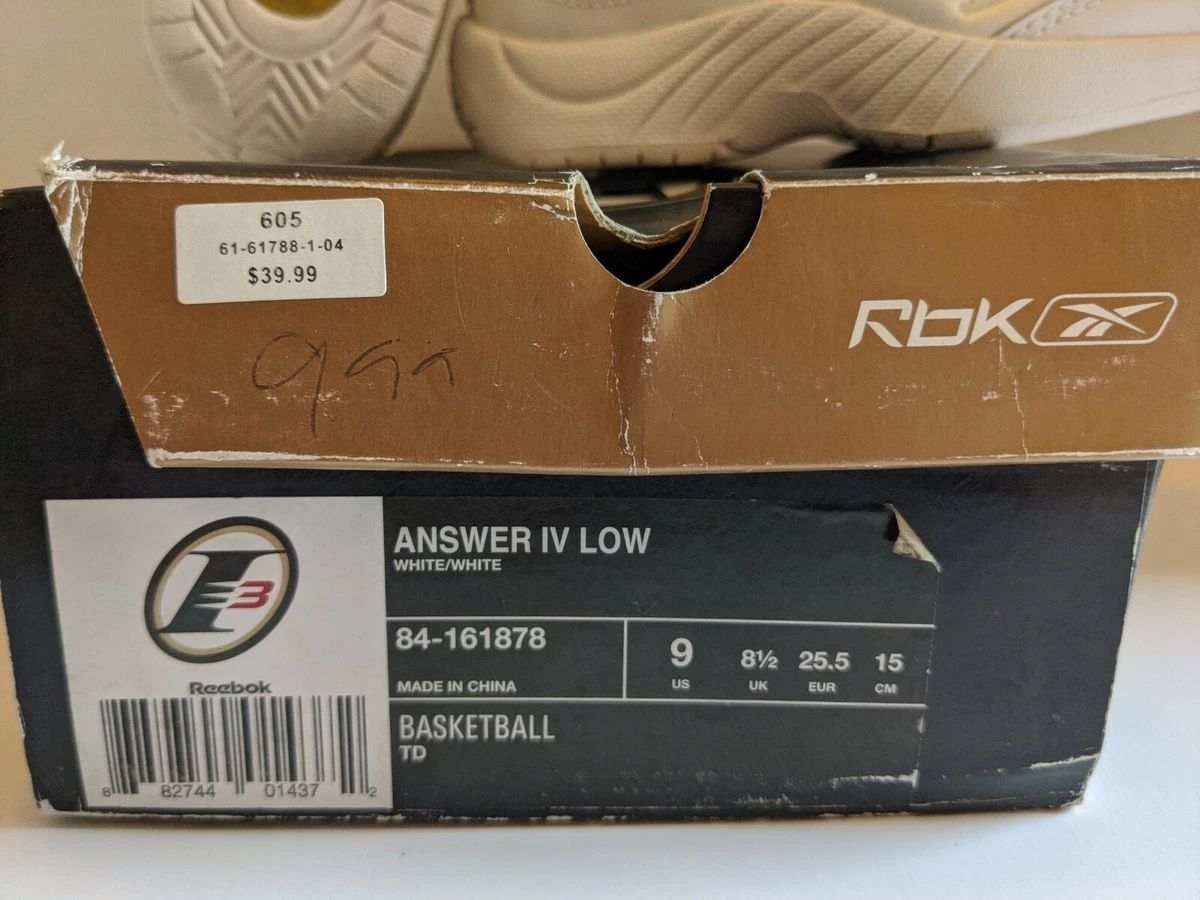 605
61-61788-1-04
$39.99
Rbk
I3
ANSWER IV LOW
WHITE/WHITE
84-161878
MADE IN CHINA
9 8½ 25.5 15
US UK EUR CM
Reebok
BASKETBALL
TD
8 82744 01437 2